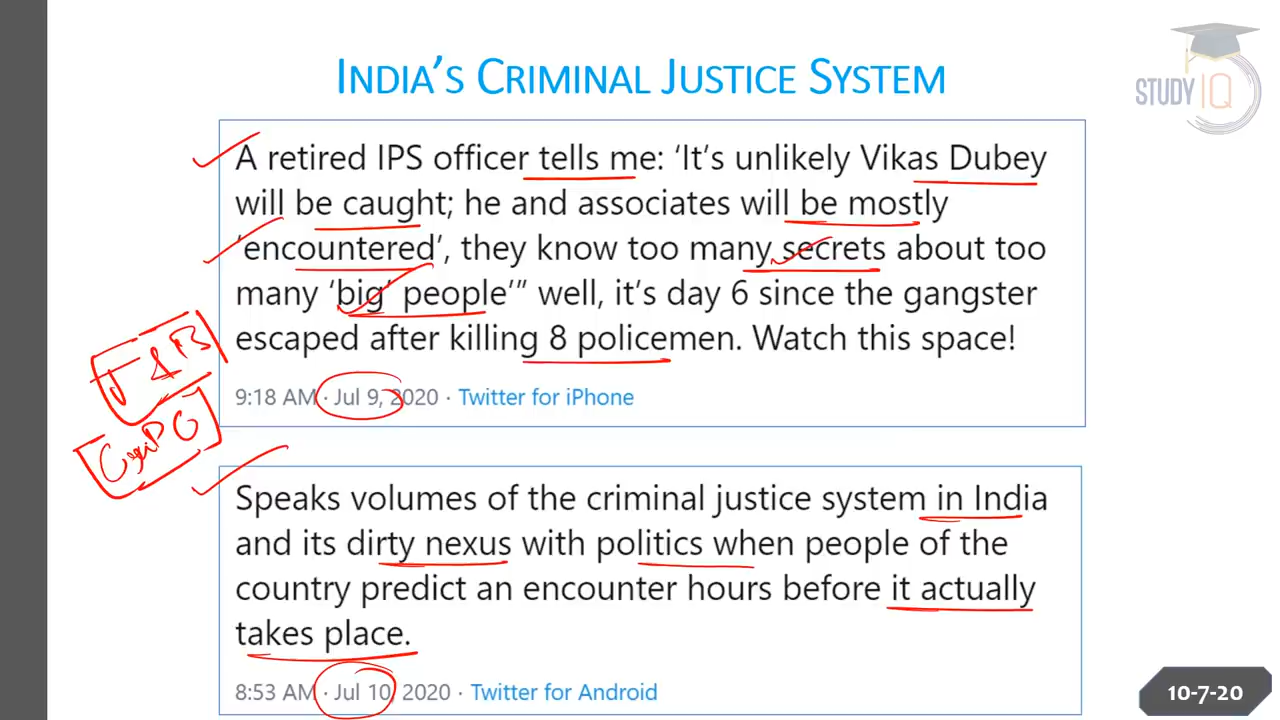 INDIA'S CRIMINAL JUSTICE SYSTEM
STUDY IQ
A retired IPS officer tells me: 'It's unlikely Vikas Dubey
will be caught; he and associates will be mostly
'encountered', they know too many secrets about too
many 'big' people'” well, it's day 6 since the gangster
escaped after killing 8 policemen. Watch this space!
9:18 AM · Jul 9, 2020 · Twitter for iPhone
Speaks volumes of the criminal justice system in India
and its dirty nexus with politics when people of the
country predict an encounter hours before it actually
takes place.
8:53 AM · Jul 10, 2020 · Twitter for Android
10-7-20